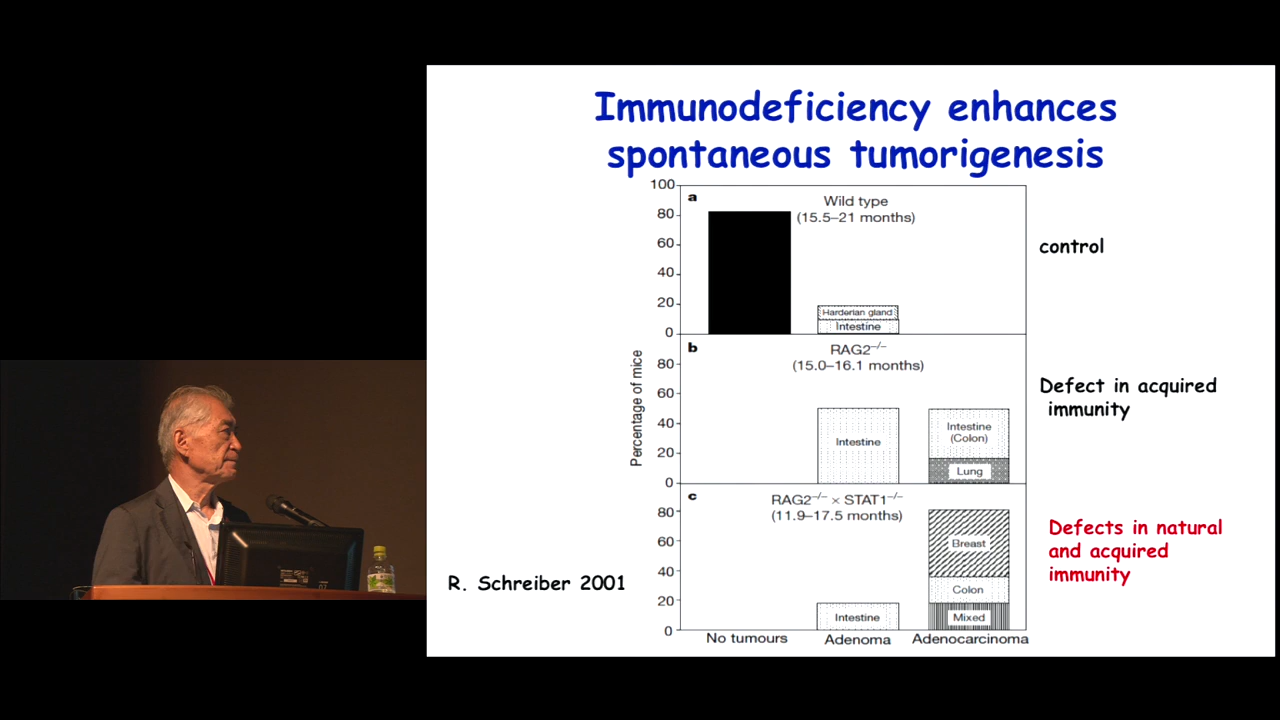 Immunodeficiency enhances
spontaneous tumorigenesis
100
80
60
40
20
0
a
Wild type
(15.5–21 months)
Harderian gland
Intestine
control
Percentage of mice
80
60
40
20
0
b
RAG2⁻/⁻
(15.0–16.1 months)
Intestine
Intestine
(Colon)
Lung
Defect in acquired
immunity
80
60
40
20
0
c
RAG2⁻/⁻ × STAT1⁻/⁻
(11.9–17.5 months)
Intestine
Breast
Colon
Mixed
Defects in natural
and acquired
immunity
No tumours
Adenoma
Adenocarcinoma
R. Schreiber 2001